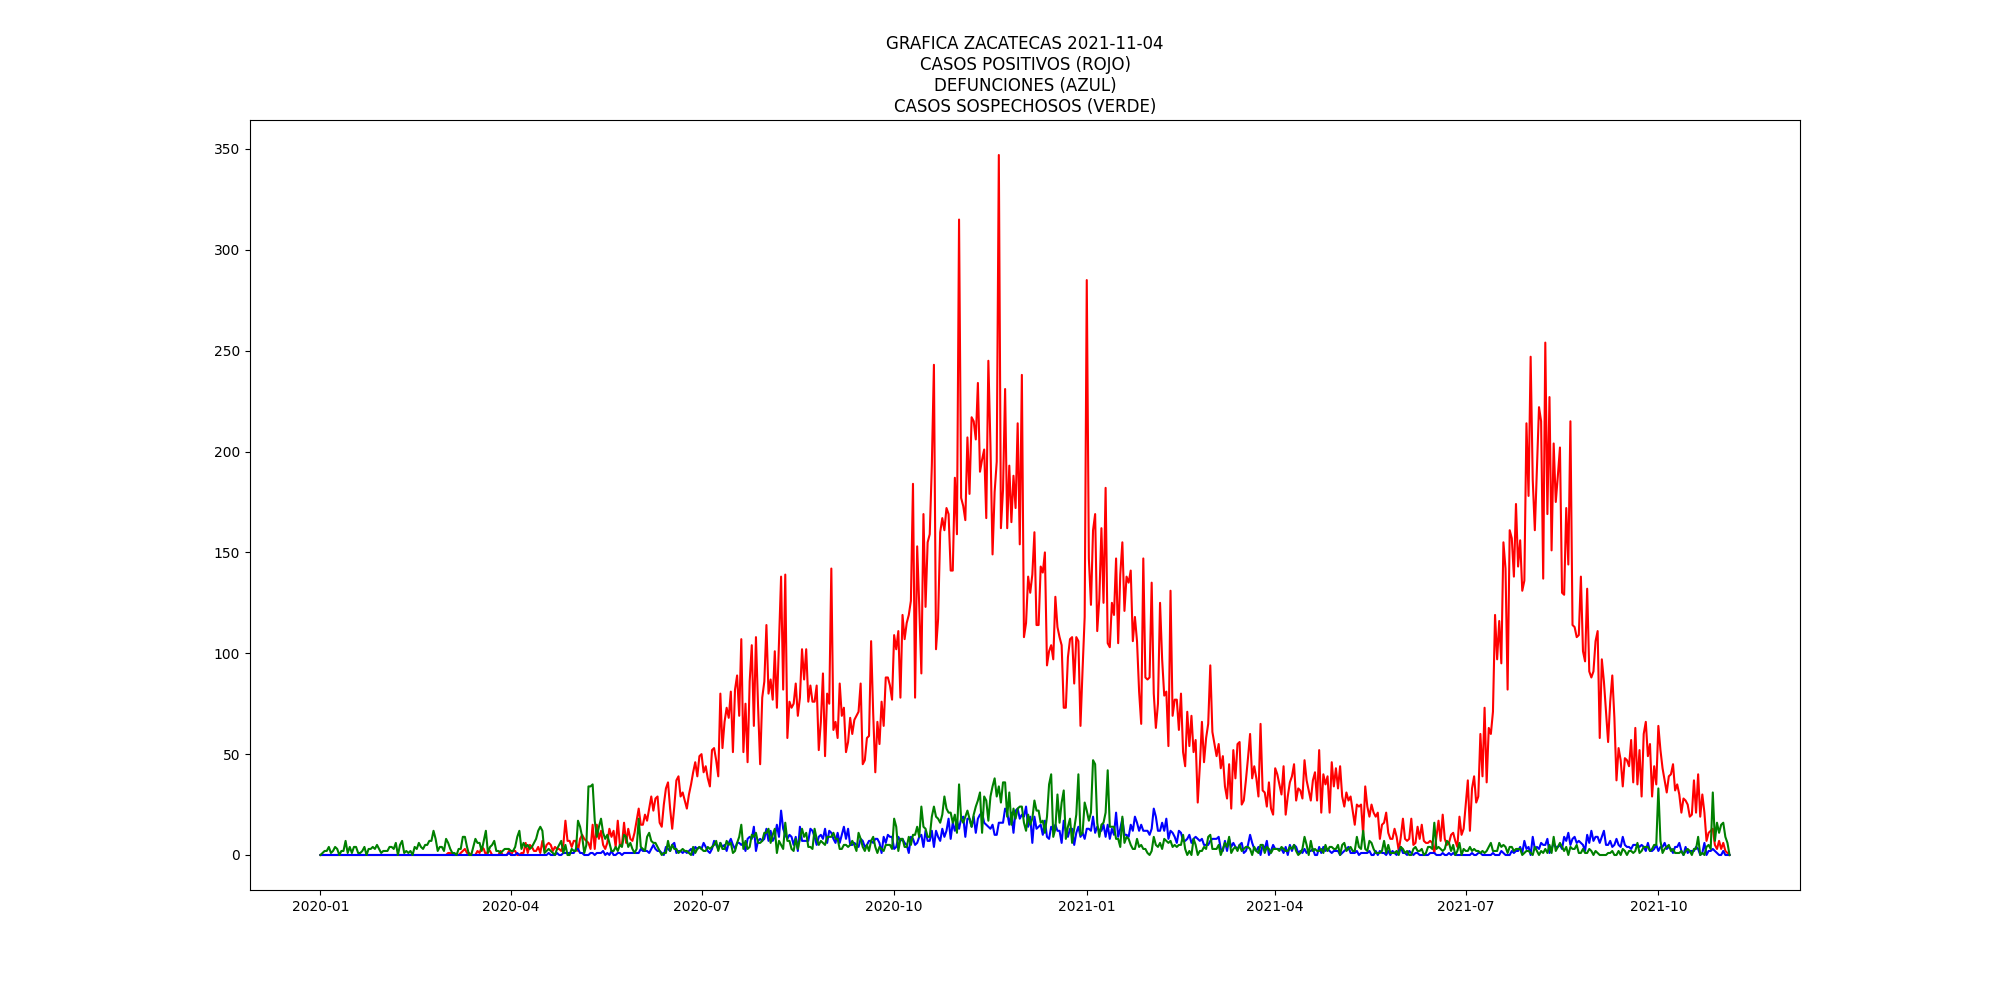 GRAFICA ZACATECAS 2021-11-04
CASOS POSITIVOS (ROJO)
DEFUNCIONES (AZUL)
CASOS SOSPECHOSOS (VERDE)
350
300
250
200
150
100
50
0
2020-01 2020-04 2020-07 2020-10 2021-01 2021-04 2021-07 2021-10